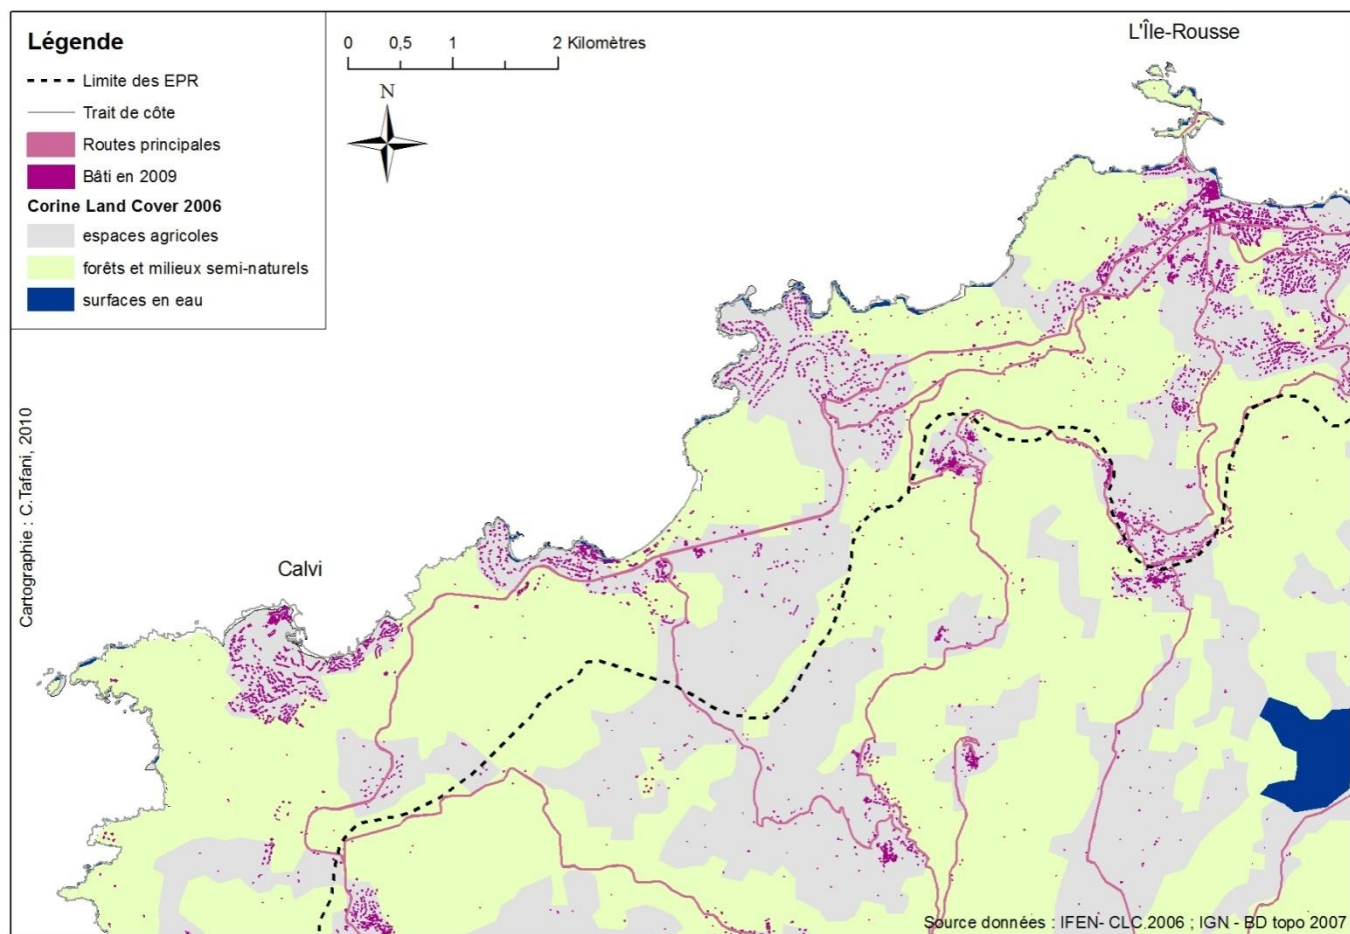 Légende
Limite des EPR
Trait de côte
Routes principales
Bâti en 2009
Corine Land Cover 2006
espaces agricoles
forêts et milieux semi-naturels
surfaces en eau
0 0,5 1 2 Kilomètres
N
L'Île-Rousse
Calvi
Cartographie : C.Tafani, 2010
Source données : IFEN- CLC.2006 ; IGN - BD topo 2007